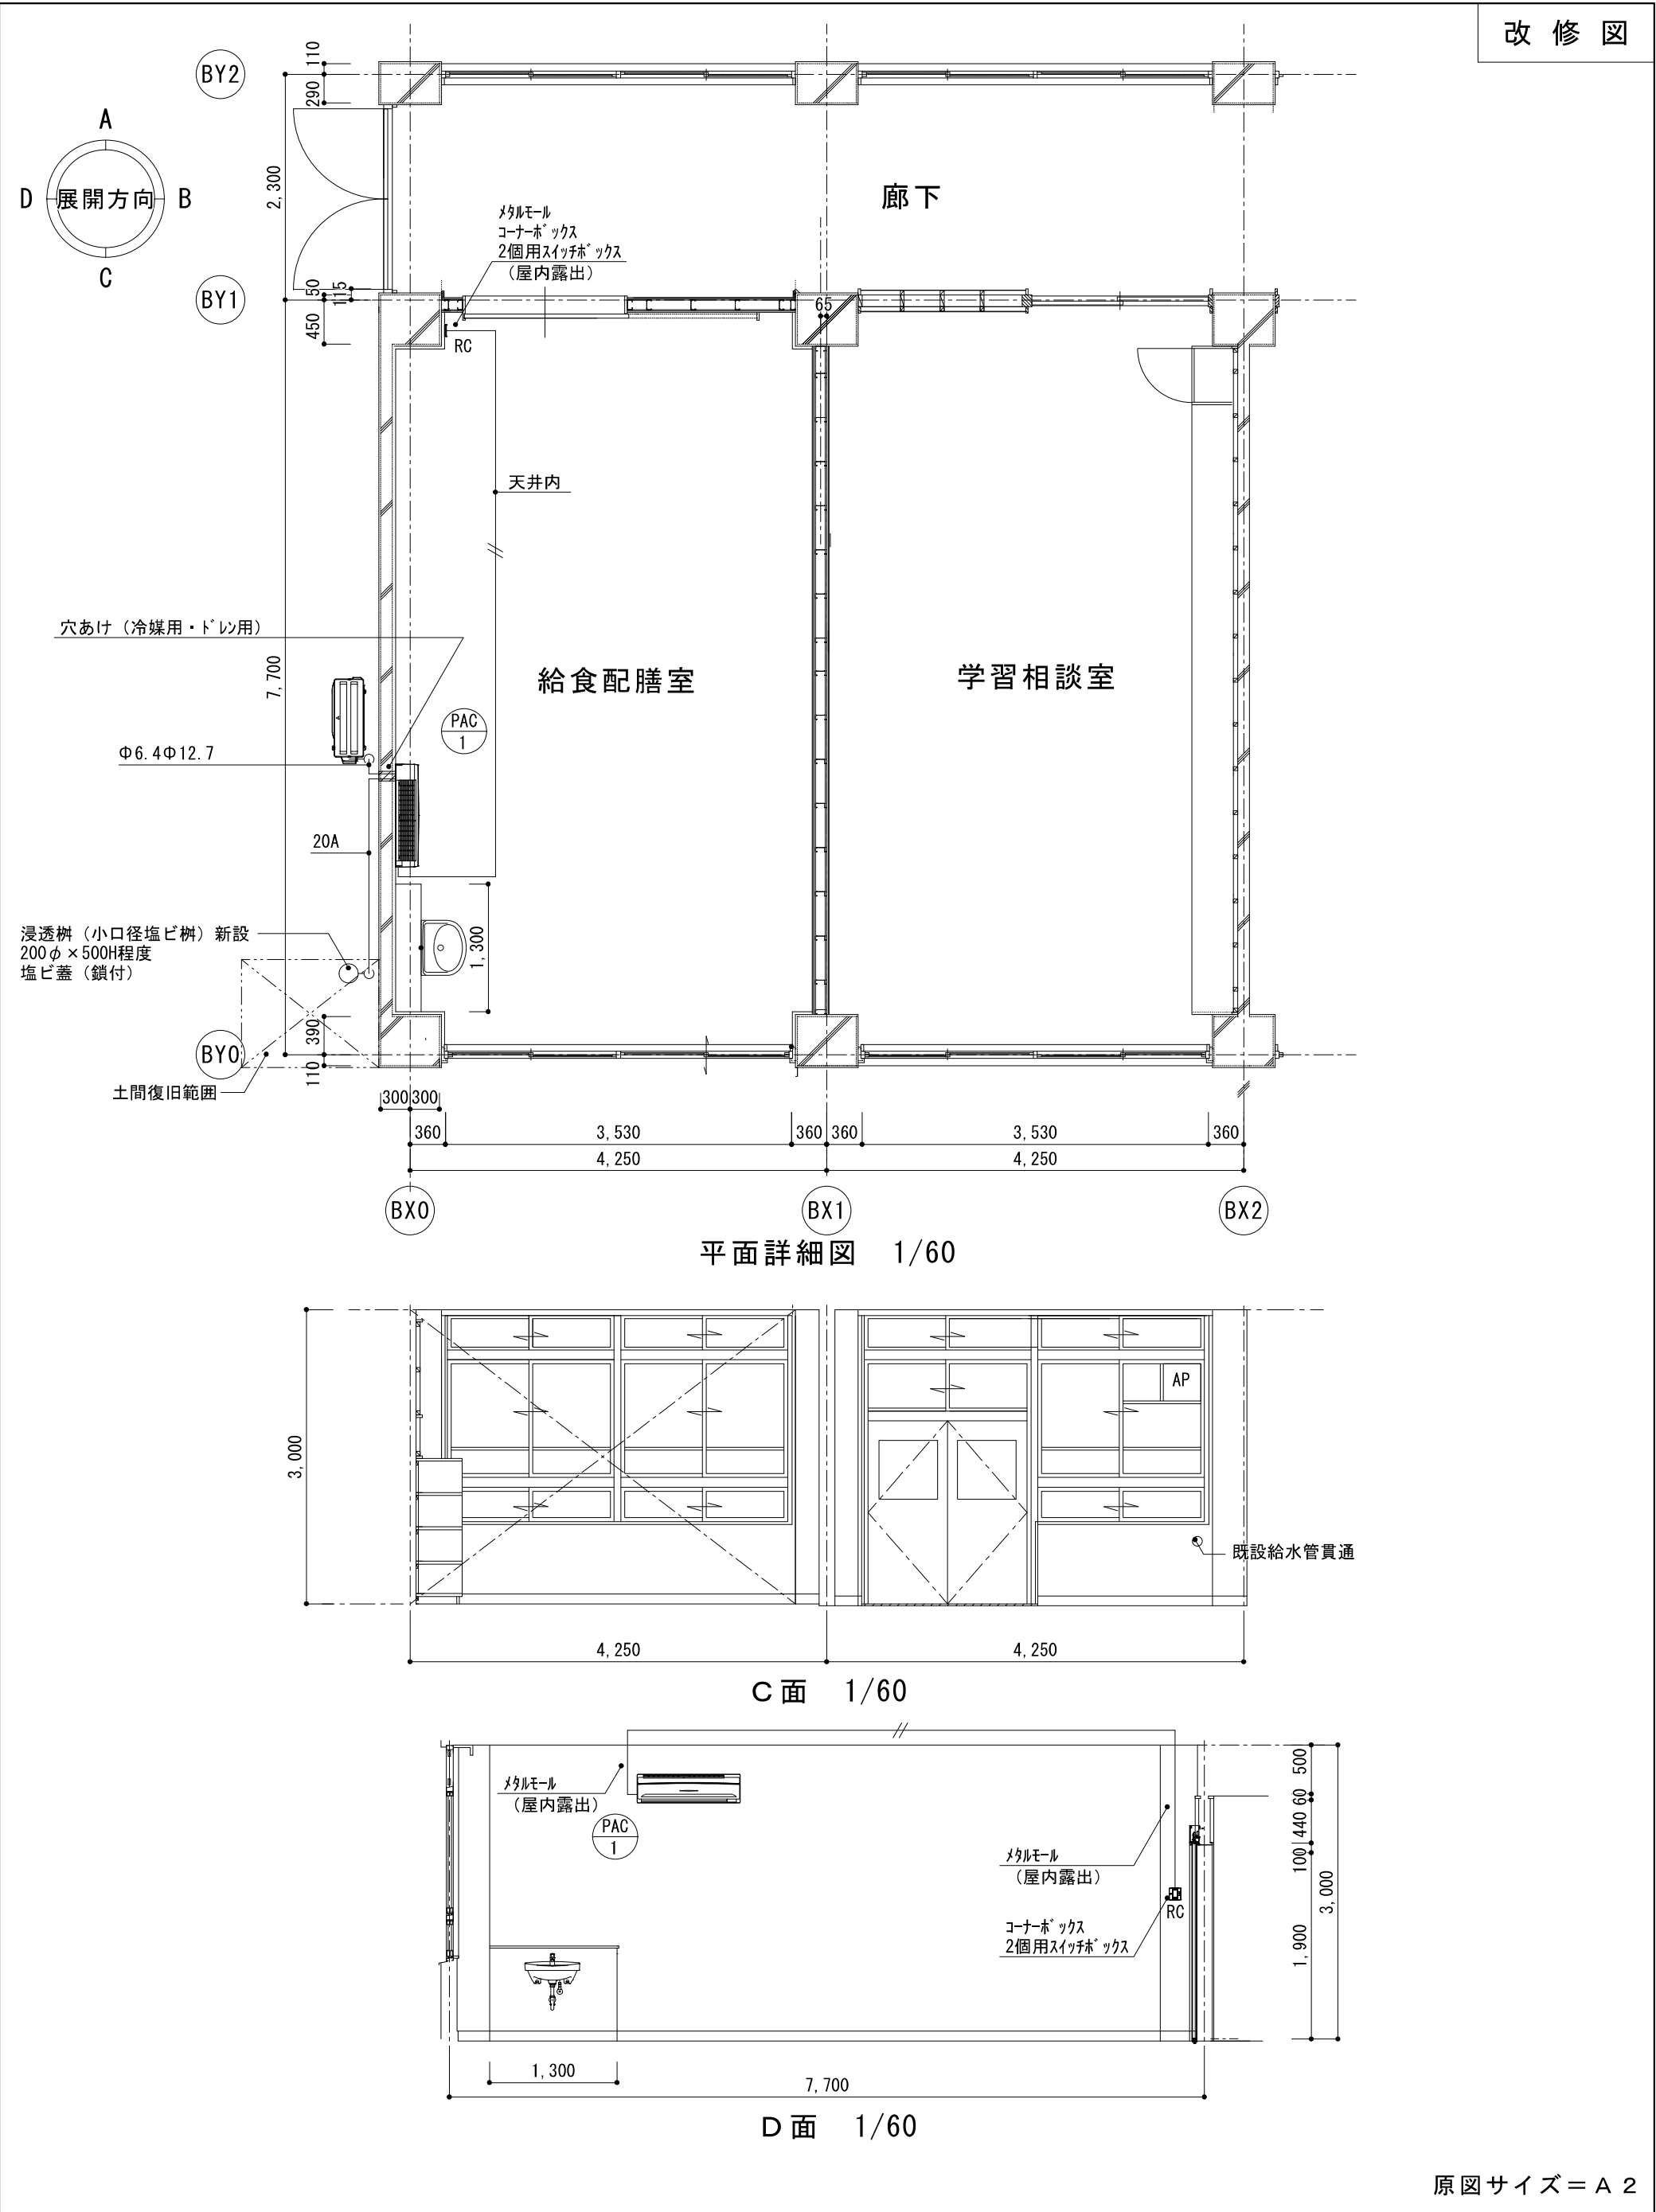 改修図
BY2
110
290
A
D
展開方向
B
C
2,300
廊下
メタルモール
コーナーボックス
2個用スイッチボックス
（屋内露出）
BY1
50
115
450
65
RC
天井内
穴あけ（冷媒用・ドレン用）
7,700
給食配膳室
学習相談室
PAC
1
Φ6.4Φ12.7
20A
浸透桝（小口径塩ビ桝）新設
200φ×500H程度
塩ビ蓋（鎖付）
1,300
390
BY0
110
土間復旧範囲
300 300
360 3,530 360 360 3,530 360
4,250 4,250
BX0 BX1 BX2
平面詳細図 1/60
AP
3,000
既設給水管貫通
4,250 4,250
C面 1/60
メタルモール
（屋内露出）
PAC
1
500
60
440
100
3,000
メタルモール
（屋内露出）
RC
コーナーボックス
2個用スイッチボックス
1,900
1,300
7,700
D面 1/60
原図サイズ＝A2